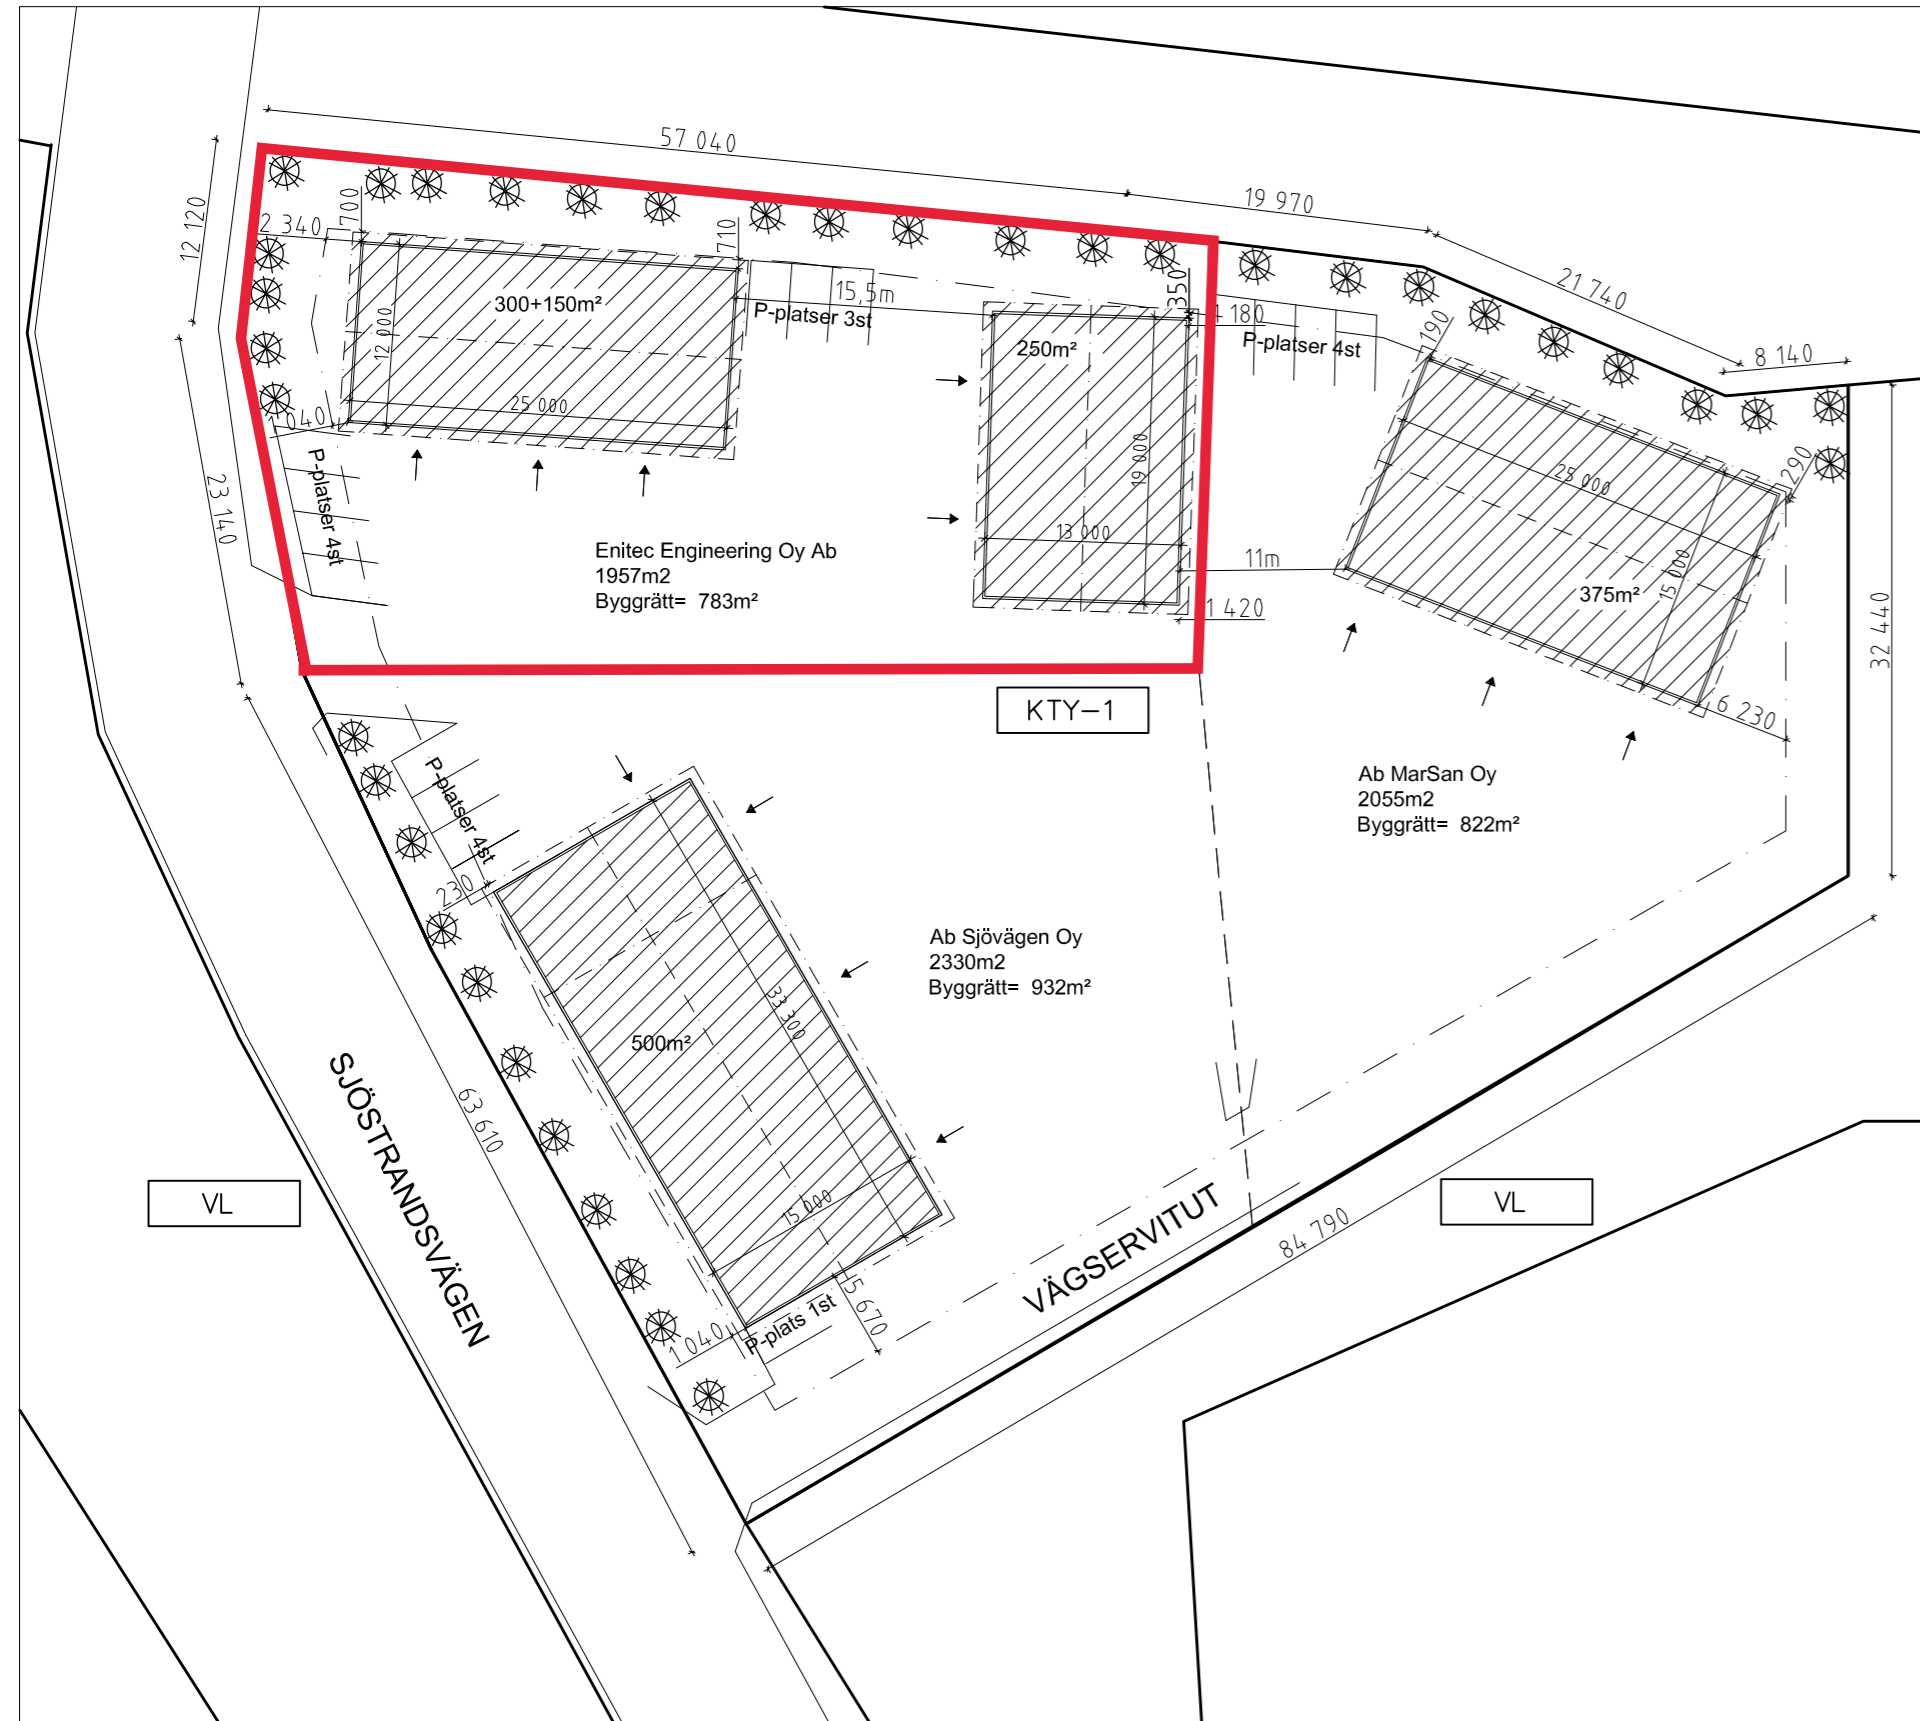 57 040
19 970
12 120
2 340
700
710
21 740
300+150m²
15,5m
P-platser 3st
350
180
P-platser 4st
190
8 140
12 000
250m²
25 000
040
P-platser 4st
23 140
19 000
13 000
290
25 000
15 000
375m²
Enitec Engineering Oy Ab
1957m2
Byggrätt= 783m²
11m
1 420
32 440
KTY-1
6 230
P-platser 4st
Ab MarSan Oy
2055m2
Byggrätt= 822m²
230
Ab Sjövägen Oy
2330m2
Byggrätt= 932m²
33 300
500m²
SJÖSTRANDSVÄGEN
63 610
15 000
VL
VL
VÄGSERVITUT
84 790
5 670
P-plats 1st
1 040